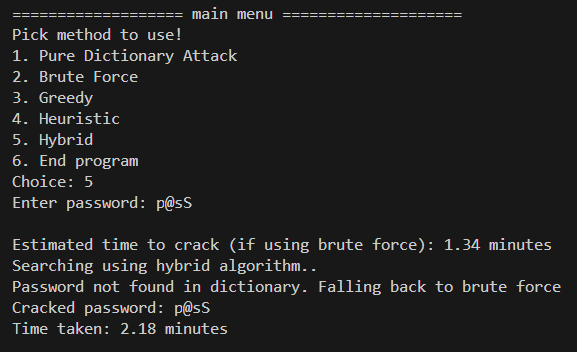 =================== main menu ====================
Pick method to use!
1. Pure Dictionary Attack
2. Brute Force
3. Greedy
4. Heuristic
5. Hybrid
6. End program
Choice: 5
Enter password: p@sS
Estimated time to crack (if using brute force): 1.34 minutes
Searching using hybrid algorithm..
Password not found in dictionary. Falling back to brute force
Cracked password: p@sS
Time taken: 2.18 minutes